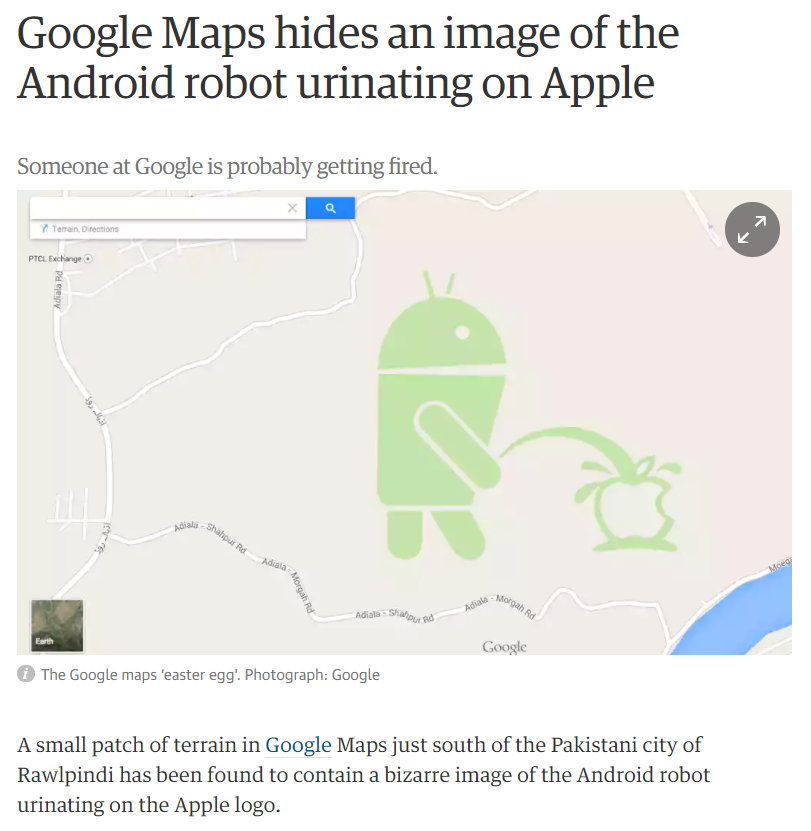 Google Maps hides an image of the
Android robot urinating on Apple
Someone at Google is probably getting fired.
Terrain, Directions
PTCL Exchange
Adiala Rd
اڈیالہ روڈ
اڈیالہ روڈ
Adiala - Shahpur Rd
Adiala - Morgah Rd
Adiala - Shahpur Rd
Adiala - Morgah Rd
Earth
Google
The Google maps ‘easter egg’. Photograph: Google
A small patch of terrain in Google Maps just south of the Pakistani city of
Rawlpindi has been found to contain a bizarre image of the Android robot
urinating on the Apple logo.